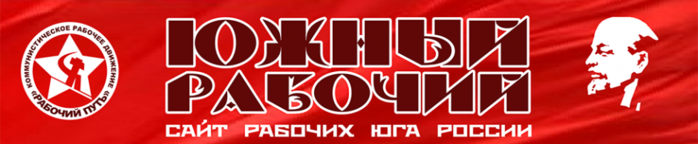 КОММУНИСТИЧЕСКОЕ РАБОЧЕЕ ДВИЖЕНИЕ
«РАБОЧИЙ ПУТЬ»
ЮЖНЫЙ
РАБОЧИЙ
САЙТ РАБОЧИХ ЮГА РОССИИ